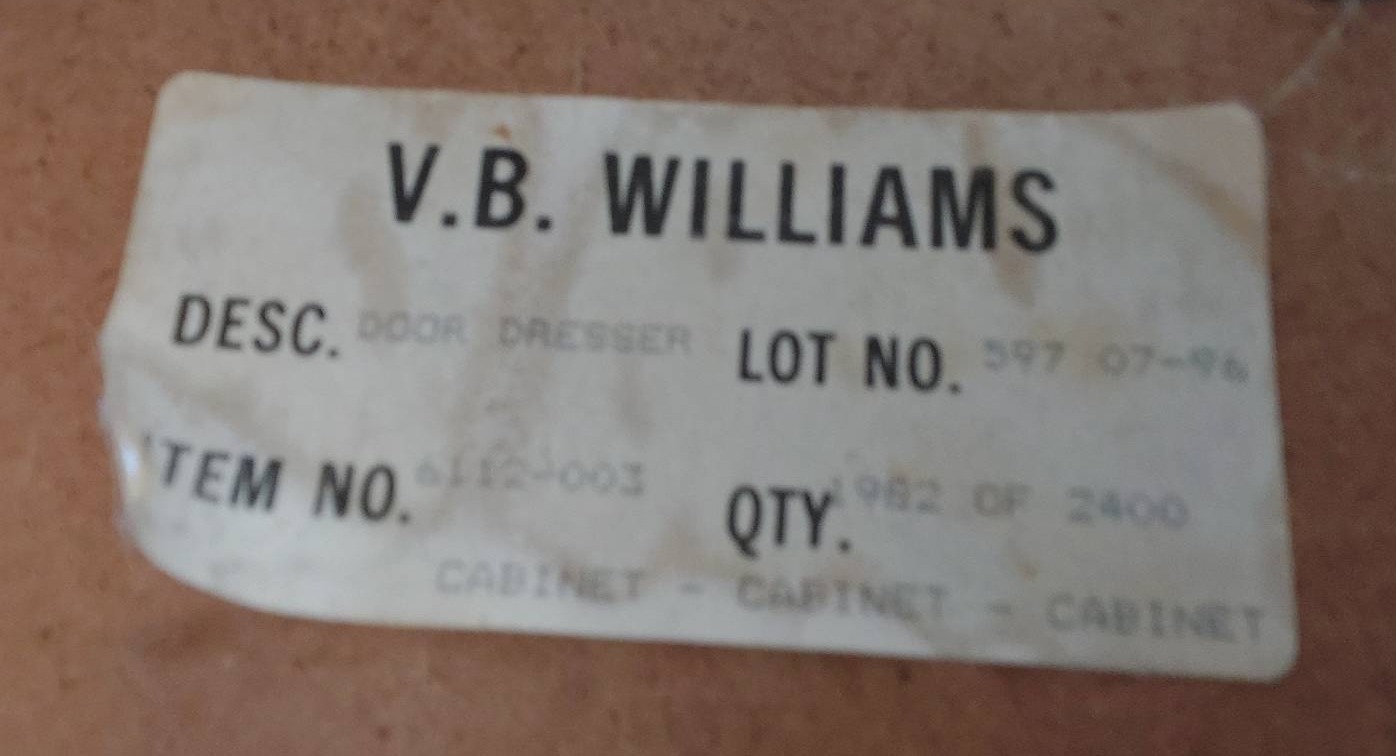 V.B. WILLIAMS
DESC. DOOR DRESSER LOT NO. 597 07-96
ITEM NO. 6112-003 QTY. 1982 OF 2400
CABINET - CABINET - CABINET